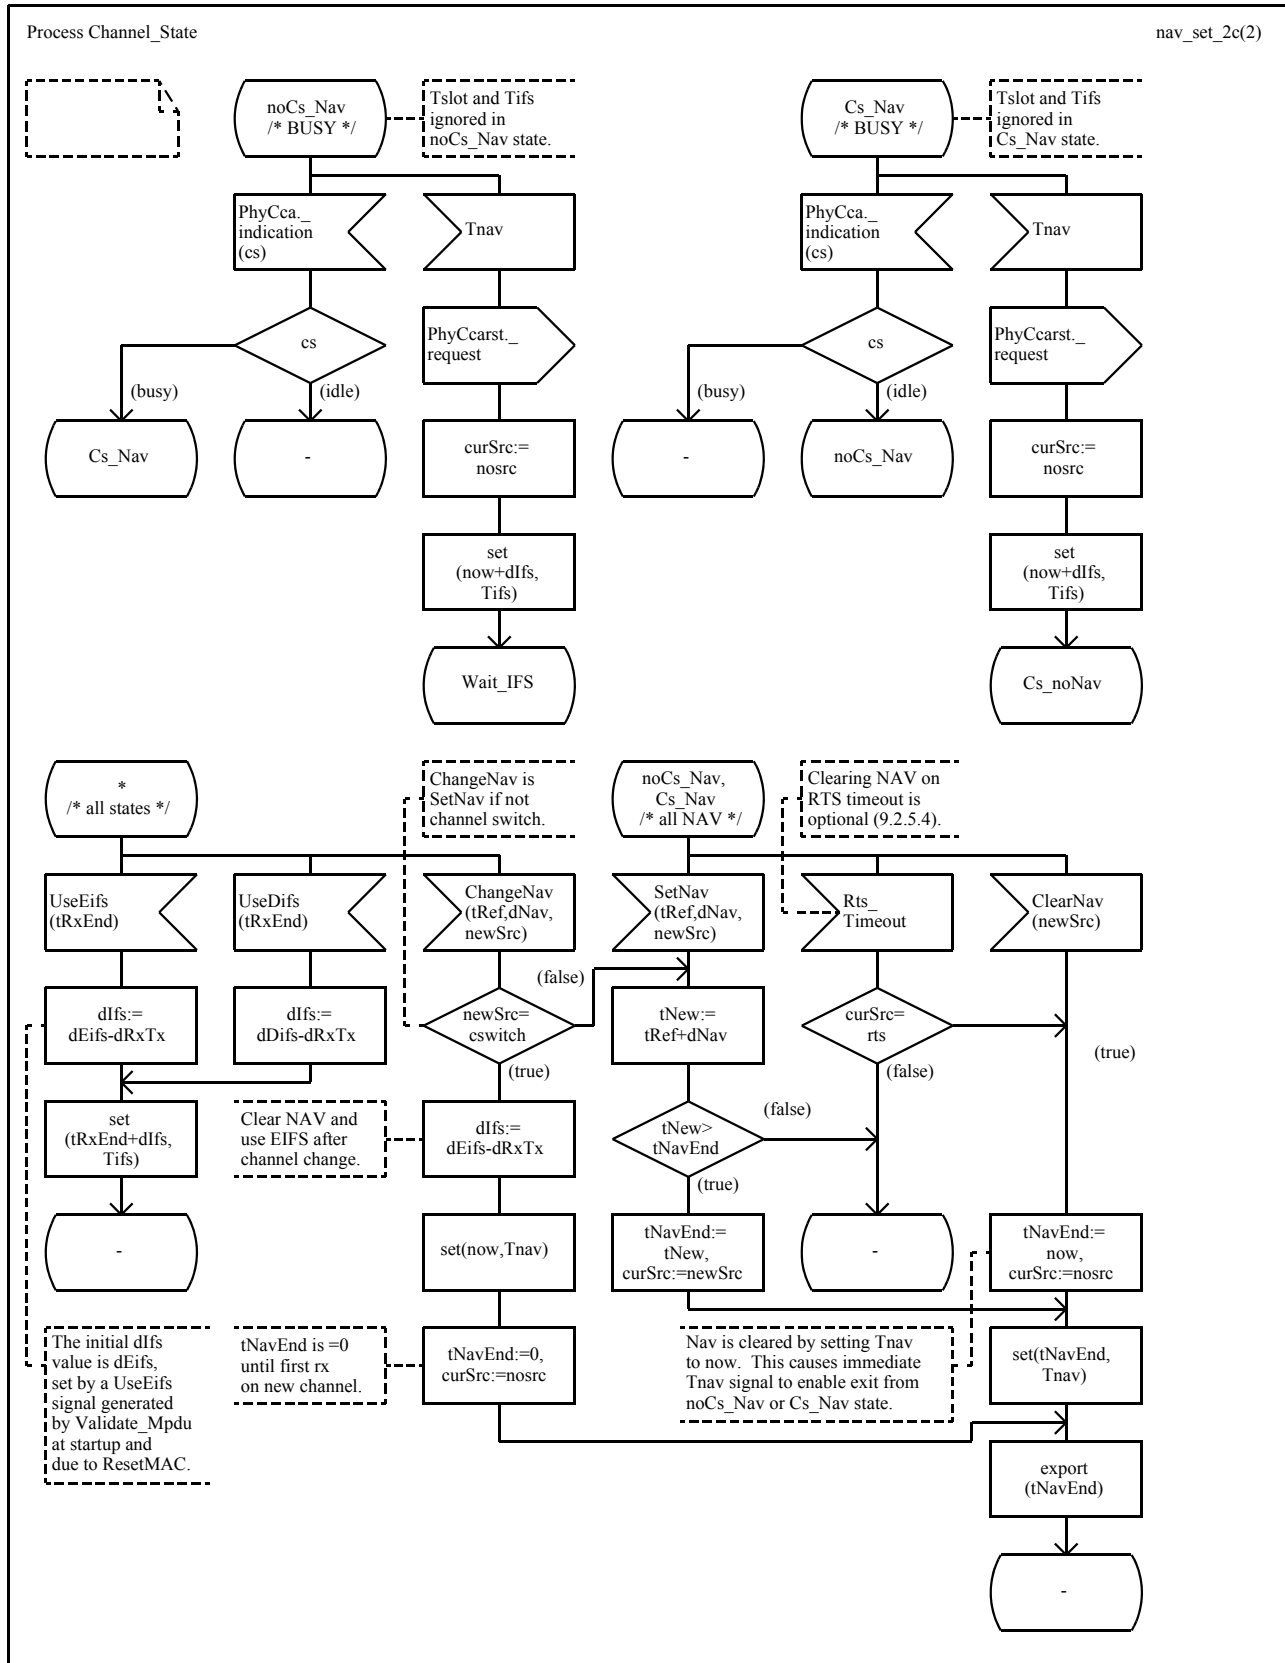 Process Channel_State
nav_set_2c(2)
noCs_Nav
/* BUSY */
Tslot and Tifs
ignored in
noCs_Nav state.
Cs_Nav
/* BUSY */
Tslot and Tifs
ignored in
Cs_Nav state.
PhyCca._
indication
(cs)
Tnav
PhyCca._
indication
(cs)
Tnav
cs
PhyCcarst._
request
cs
PhyCcarst._
request
(busy)
(idle)
(busy)
(idle)
Cs_Nav
-
curSrc:=
nosrc
-
noCs_Nav
curSrc:=
nosrc
set
(now+dIfs,
Tifs)
set
(now+dIfs,
Tifs)
Wait_IFS
Cs_noNav
*
/* all states */
ChangeNav is
SetNav if not
channel switch.
noCs_Nav,
Cs_Nav
/* all NAV */
Clearing NAV on
RTS timeout is
optional (9.2.5.4).
UseEifs
(tRxEnd)
UseDifs
(tRxEnd)
ChangeNav
(tRef,dNav,
newSrc)
SetNav
(tRef,dNav,
newSrc)
Rts_
Timeout
ClearNav
(newSrc)
(false)
dIfs:=
dEifs-dRxTx
dIfs:=
dDifs-dRxTx
newSrc=
cswitch
tNew:=
tRef+dNav
curSrc=
rts
(true)
(true)
(false)
set
(tRxEnd+dIfs,
Tifs)
Clear NAV and
use EIFS after
channel change.
dIfs:=
dEifs-dRxTx
tNew>
tNavEnd
(false)
(true)
-
set(now,Tnav)
tNavEnd:=
tNew,
curSrc:=newSrc
-
tNavEnd:=
now,
curSrc:=nosrc
The initial dIfs
value is dEifs,
set by a UseEifs
signal generated
by Validate_Mpdu
at startup and
due to ResetMAC.
tNavEnd is =0
until first rx
on new channel.
tNavEnd:=0,
curSrc:=nosrc
Nav is cleared by setting Tnav
to now. This causes immediate
Tnav signal to enable exit from
noCs_Nav or Cs_Nav state.
set(tNavEnd,
Tnav)
export
(tNavEnd)
-